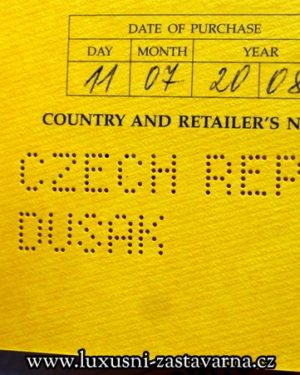 DATE OF PURCHASE
DAY MONTH YEAR
11 07 20 08
COUNTRY AND RETAILER'S N
CZECH REP
DUSAK
www.luxusni-zastavarna.cz